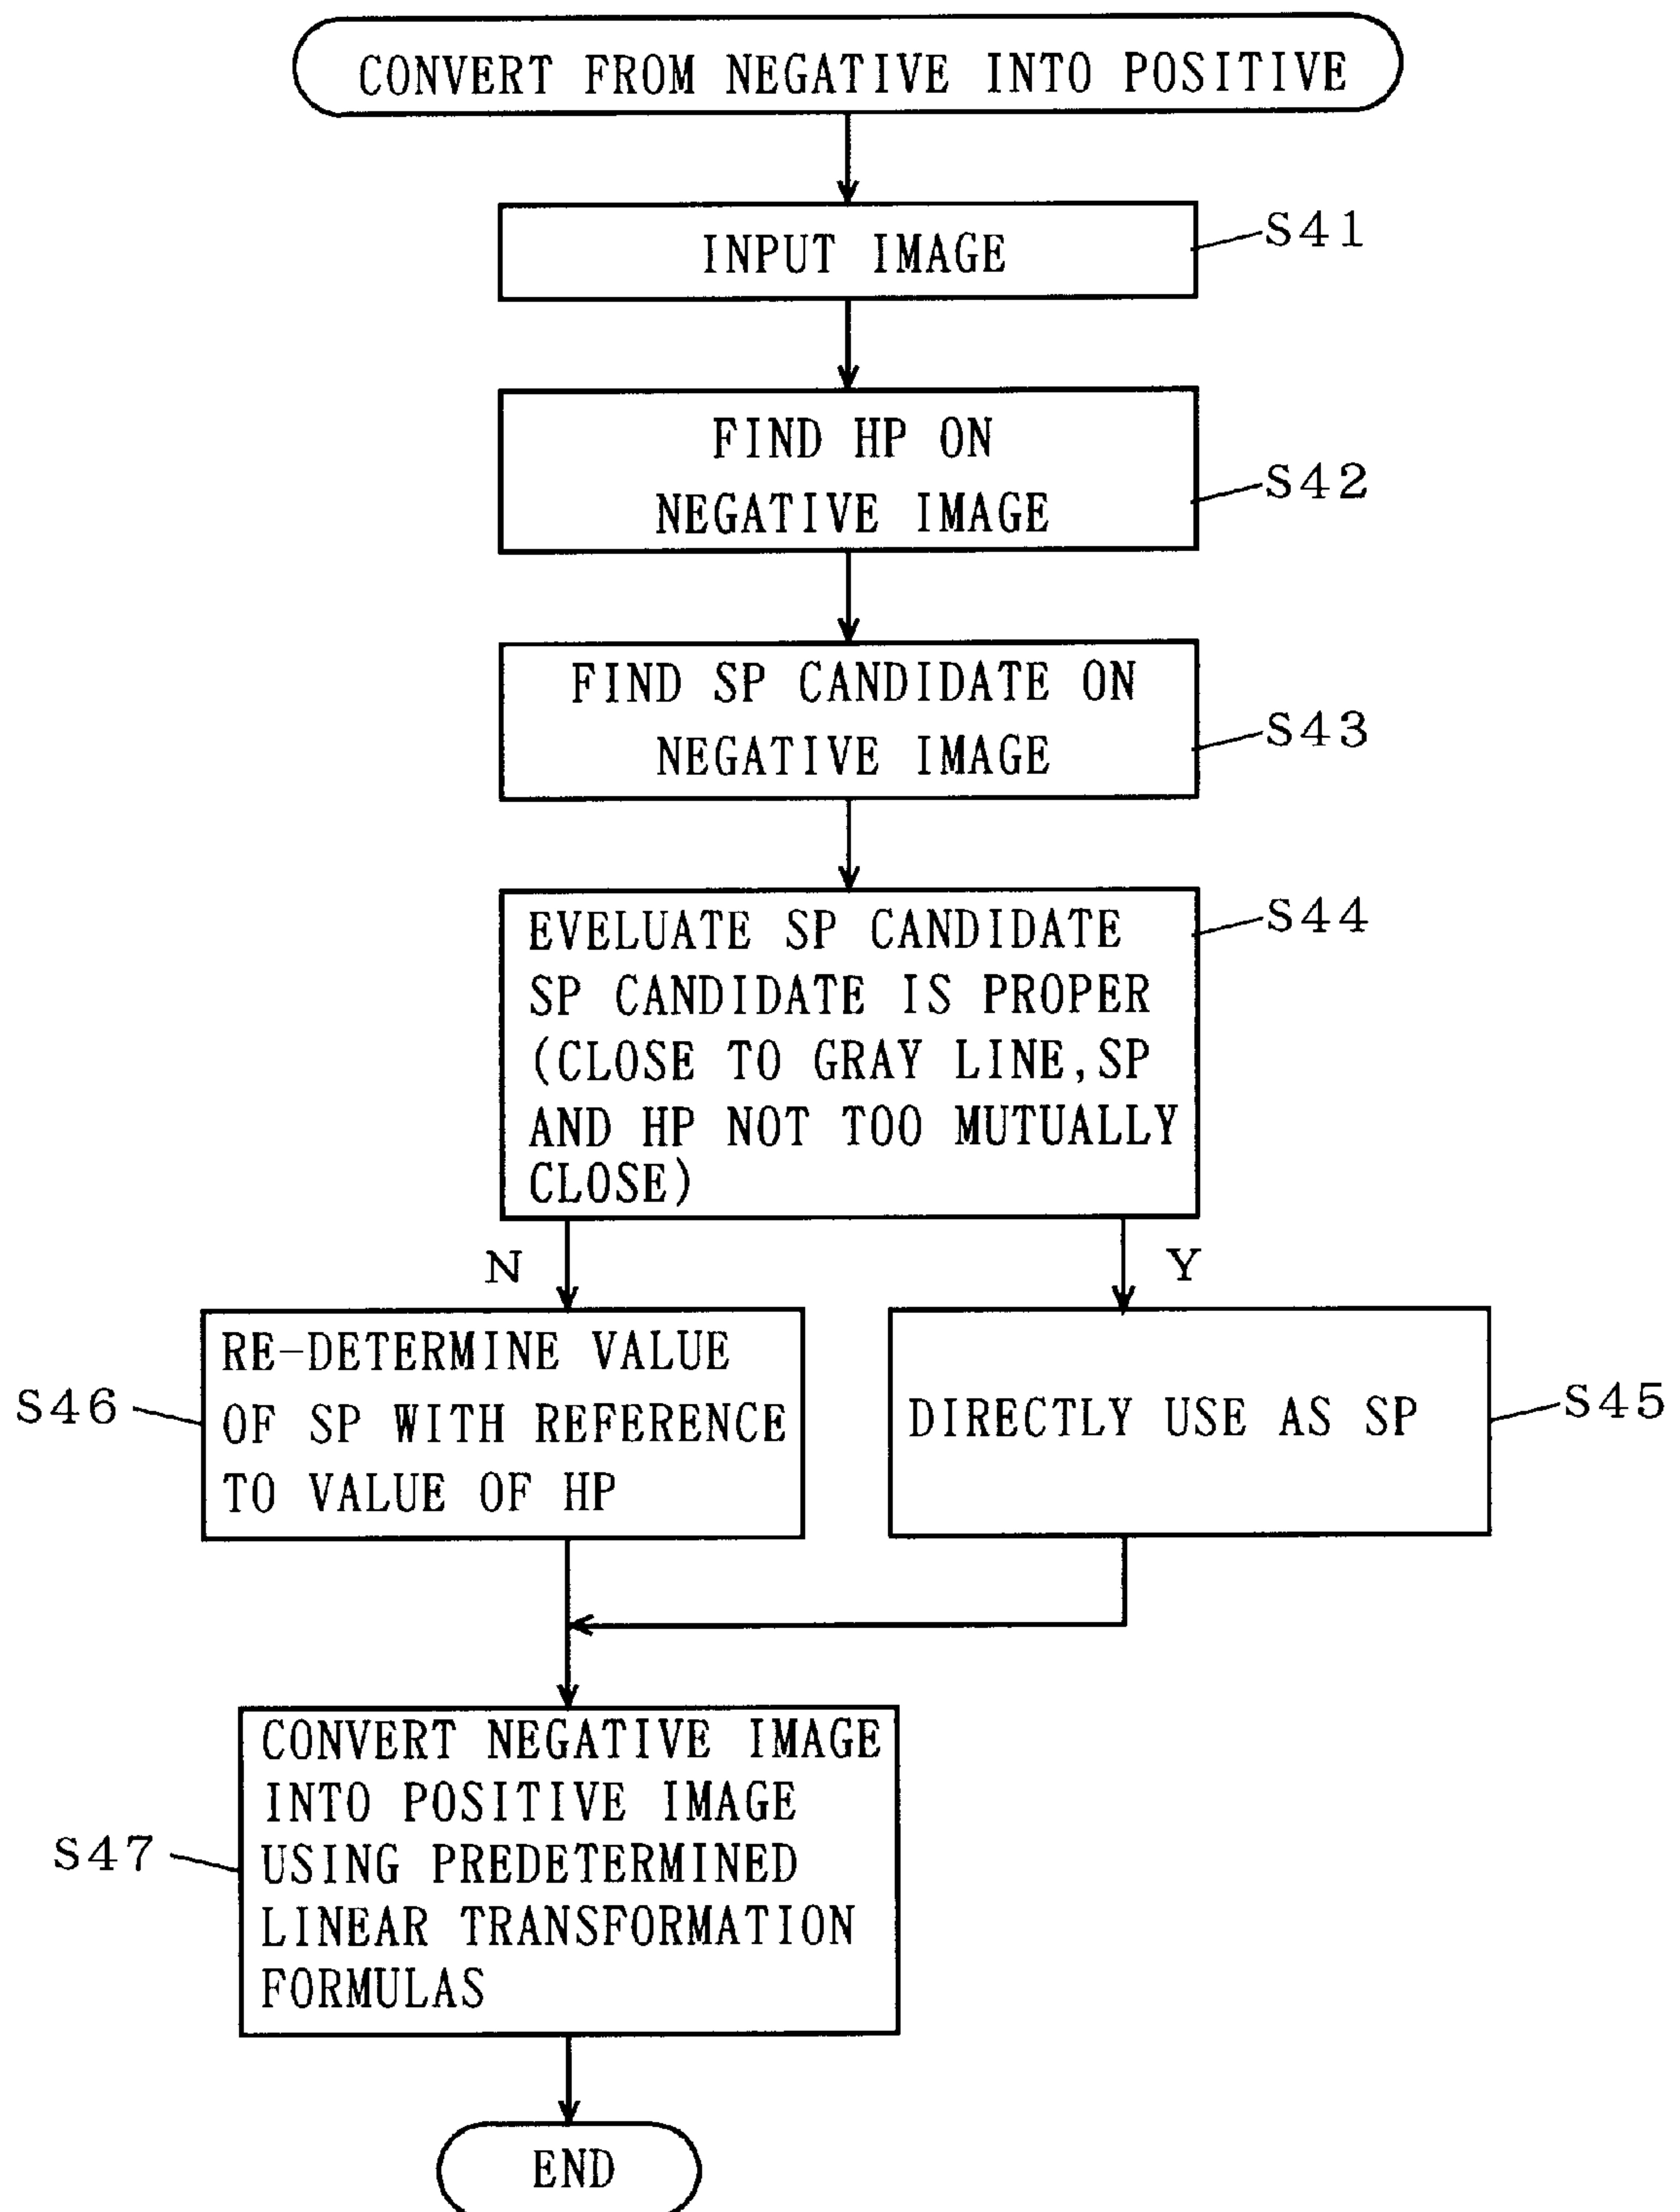 CONVERT FROM NEGATIVE INTO POSITIVE
INPUT IMAGE
S41
FIND HP ON
NEGATIVE IMAGE
S42
FIND SP CANDIDATE ON
NEGATIVE IMAGE
S43
EVELUATE SP CANDIDATE
SP CANDIDATE IS PROPER
(CLOSE TO GRAY LINE,SP
AND HP NOT TOO MUTUALLY
CLOSE)
S44
N
Y
RE-DETERMINE VALUE
OF SP WITH REFERENCE
TO VALUE OF HP
S46
DIRECTLY USE AS SP
S45
CONVERT NEGATIVE IMAGE
INTO POSITIVE IMAGE
USING PREDETERMINED
LINEAR TRANSFORMATION
FORMULAS
S47
END